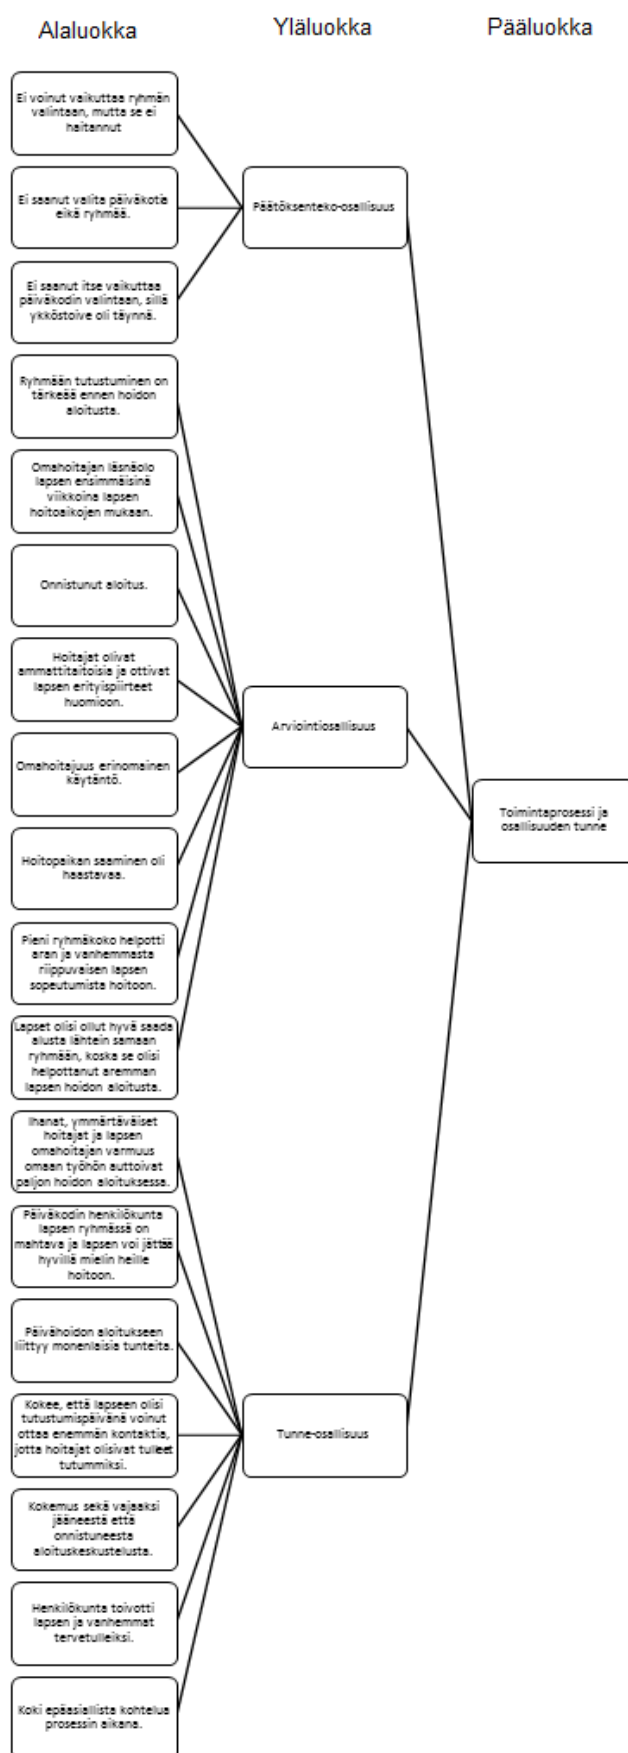 Alaluokka
Yläluokka
Pääluokka
Ei voinut vaikuttaa ryhmän
valintaan, mutta se ei
haitannut
Ei saanut valita päiväkotia
eikä ryhmää.
Ei saanut itse vaikuttaa
päiväkodin valintaan, sillä
ykköstoive oli täynnä.
Päätöksenteko-osallisuus
Ryhmään tutustuminen on
tärkeää ennen hoidon
aloitusta.
Omahoitajan läsnäolo
lapsen ensimmäisinä
viikkoina lapsen
hoitoaikojen mukaan.
Onnistunut aloitus.
Hoitajat olivat
ammattitaitoisia ja ottivat
lapsen erityispiirteet
huomioon.
Omahoitajuus erinomainen
käytäntö.
Hoitopaikan saaminen oli
haastavaa.
Pieni ryhmäkoko helpotti
aran ja vanhemmasta
riippuvaisen lapsen
sopeutumista hoitoon.
Lapset olisi ollut hyvä saada
alusta lähtein samaan
ryhmään, koska se olisi
helpottanut aremman
lapsen hoidon aloitusta.
Arviointiosallisuus
Toimintaprosessi ja
osallisuuden tunne
Ihanat, ymmärtäväiset
hoitajat ja lapsen
omahoitajan varmuus
omaan työhön auttoivat
paljon hoidon aloituksessa.
Päiväkodin henkilökunta
lapsen ryhmässä on
mahtava ja lapsen voi jättää
hyvillä mielin heille
hoitoon.
Päivähoidon aloitukseen
liittyy monenlaisia tunteita.
Kokee, että lapseen olisi
tutustumispäivänä voinut
ottaa enemmän kontaktia,
jotta hoitajat olisivat tulleet
tutummiksi.
Kokemus sekä vajaaksi
jääneestä että
onnistuneesta
aloituskeskustelusta.
Henkilökunta toivotti
lapsen ja vanhemmat
tervetulleiksi.
Koki epäasiallista kohtelua
prosessin aikana.
Tunne-osallisuus